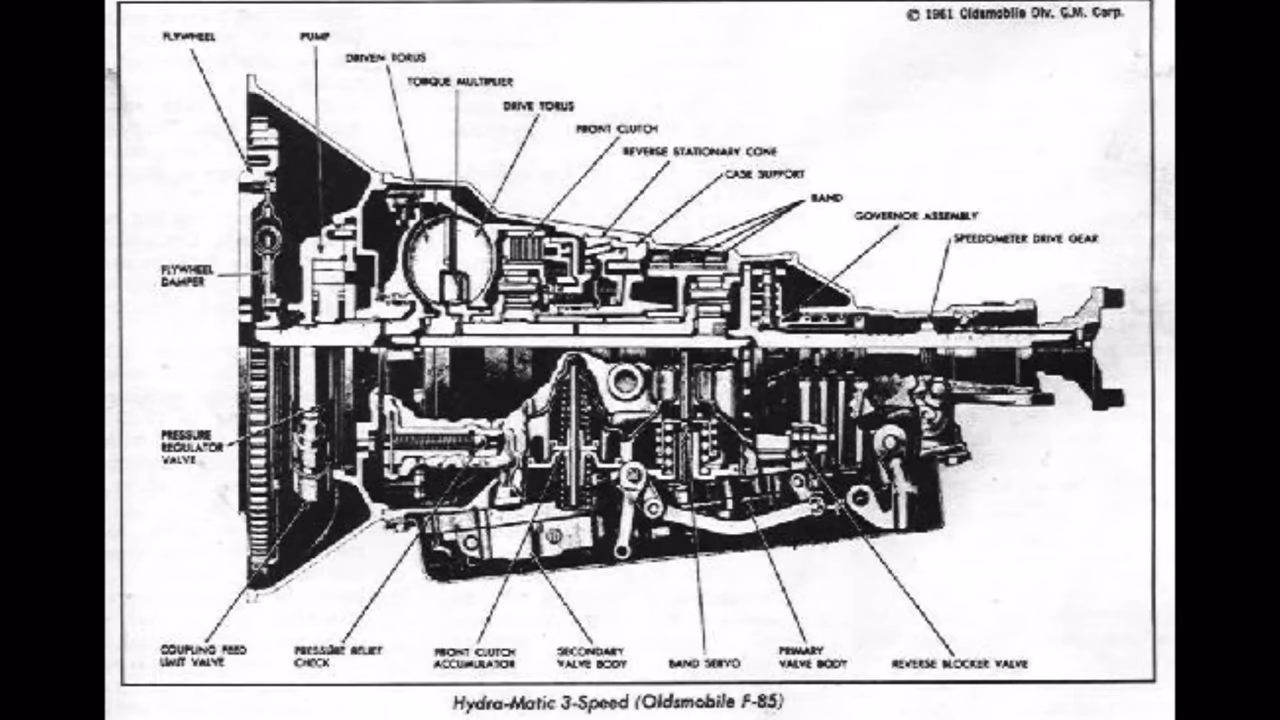 © 1961 Oldsmobile Div. G.M. Corp.
FLYWHEEL
PUMP
DRIVEN TORUS
TORQUE MULTIPLIER
DRIVE TORUS
FRONT CLUTCH
REVERSE STATIONARY CONE
CASE SUPPORT
BAND
GOVERNOR ASSEMBLY
SPEEDOMETER DRIVE GEAR
FLYWHEEL
DAMPER
PRESSURE
REGULATOR
VALVE
COUPLING FEED
LIMIT VALVE
PRESSURE RELIEF
CHECK
FRONT CLUTCH
ACCUMULATOR
SECONDARY
VALVE BODY
BAND SERVO
PRIMARY
VALVE BODY
REVERSE BLOCKER VALVE
Hydra-Matic 3-Speed (Oldsmobile F-85)